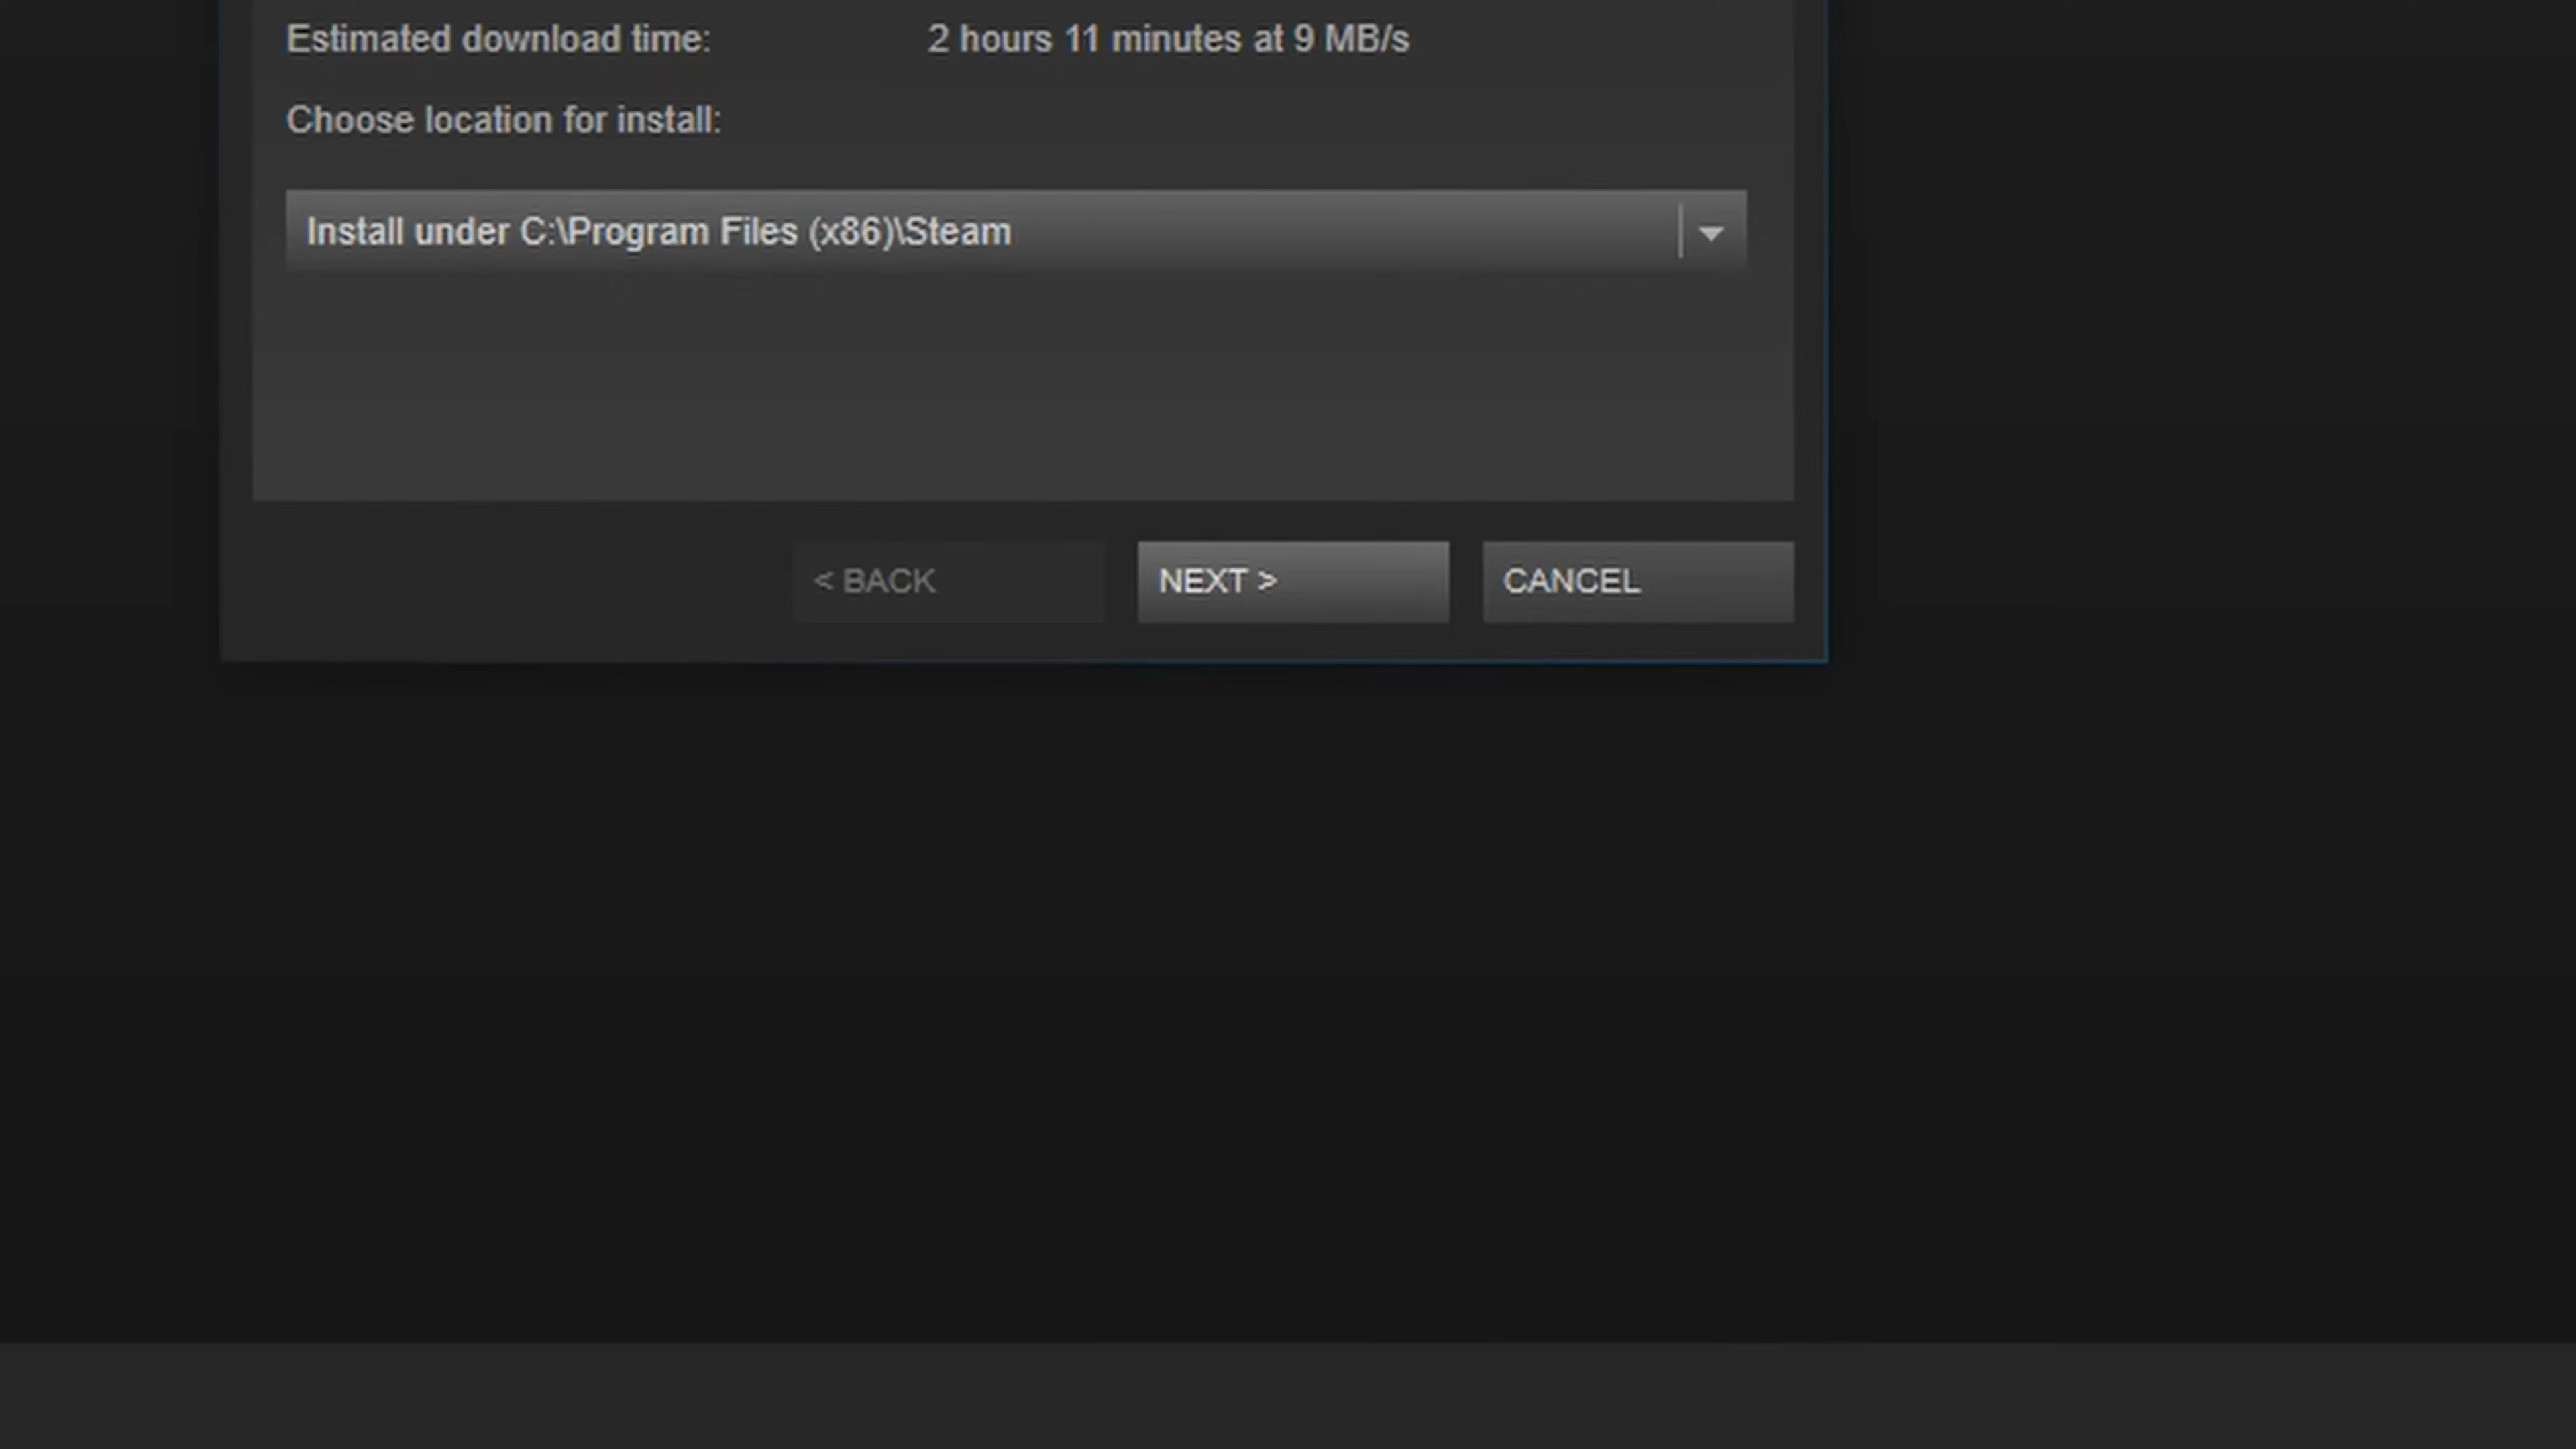 Estimated download time: 2 hours 11 minutes at 9 MB/s
Choose location for install:
Install under C:\Program Files (x86)\Steam
< BACK NEXT > CANCEL